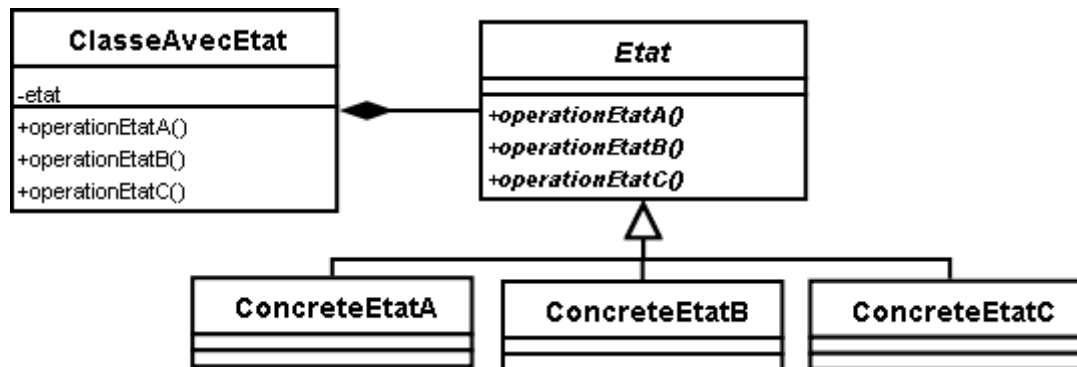 ClasseAvecEtat
-etat
+operationEtatA()
+operationEtatB()
+operationEtatC()
Etat
+operationEtatA()
+operationEtatB()
+operationEtatC()
ConcreteEtatA
ConcreteEtatB
ConcreteEtatC